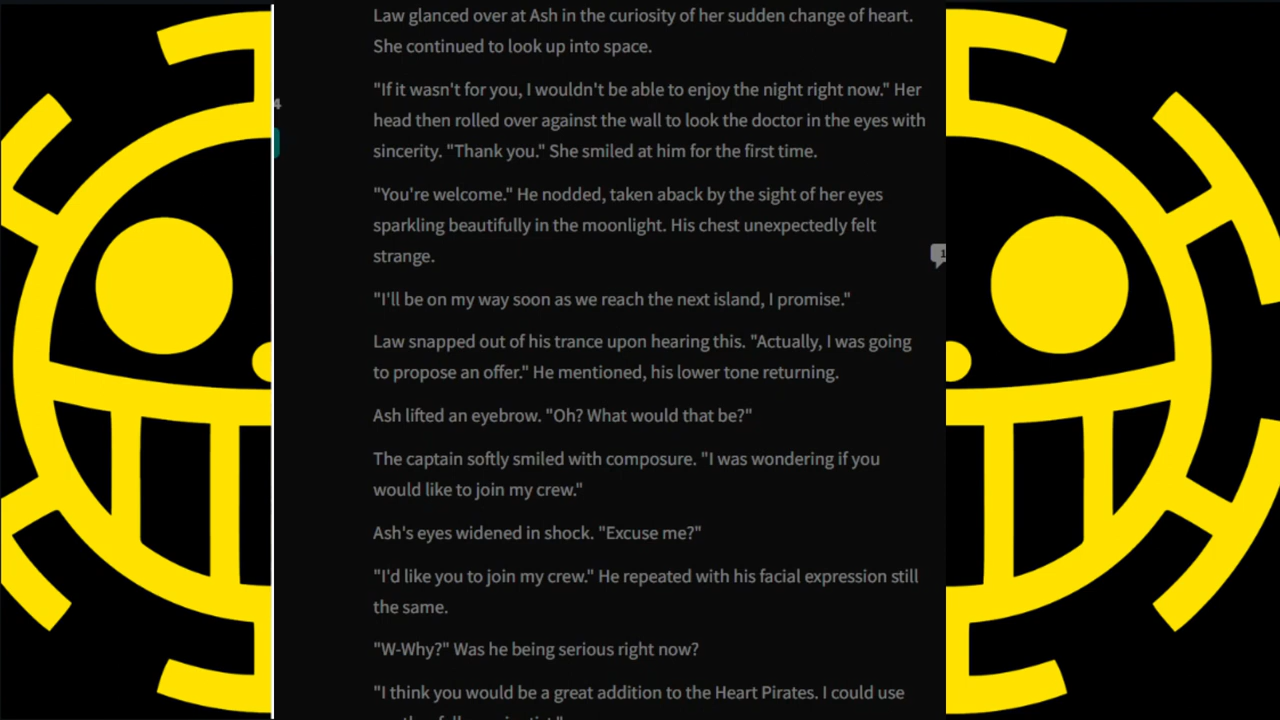 Law glanced over at Ash in the curiosity of her sudden change of heart.
She continued to look up into space.
4
"If it wasn't for you, I wouldn't be able to enjoy the night right now." Her
head then rolled over against the wall to look the doctor in the eyes with
sincerity. "Thank you." She smiled at him for the first time.
"You're welcome." He nodded, taken aback by the sight of her eyes
sparkling beautifully in the moonlight. His chest unexpectedly felt
strange.
1
"I'll be on my way soon as we reach the next island, I promise."
Law snapped out of his trance upon hearing this. "Actually, I was going
to propose an offer." He mentioned, his lower tone returning.
Ash lifted an eyebrow. "Oh? What would that be?"
The captain softly smiled with composure. "I was wondering if you
would like to join my crew."
Ash's eyes widened in shock. "Excuse me?"
"I'd like you to join my crew." He repeated with his facial expression still
the same.
"W-Why?" Was he being serious right now?
"I think you would be a great addition to the Heart Pirates. I could use